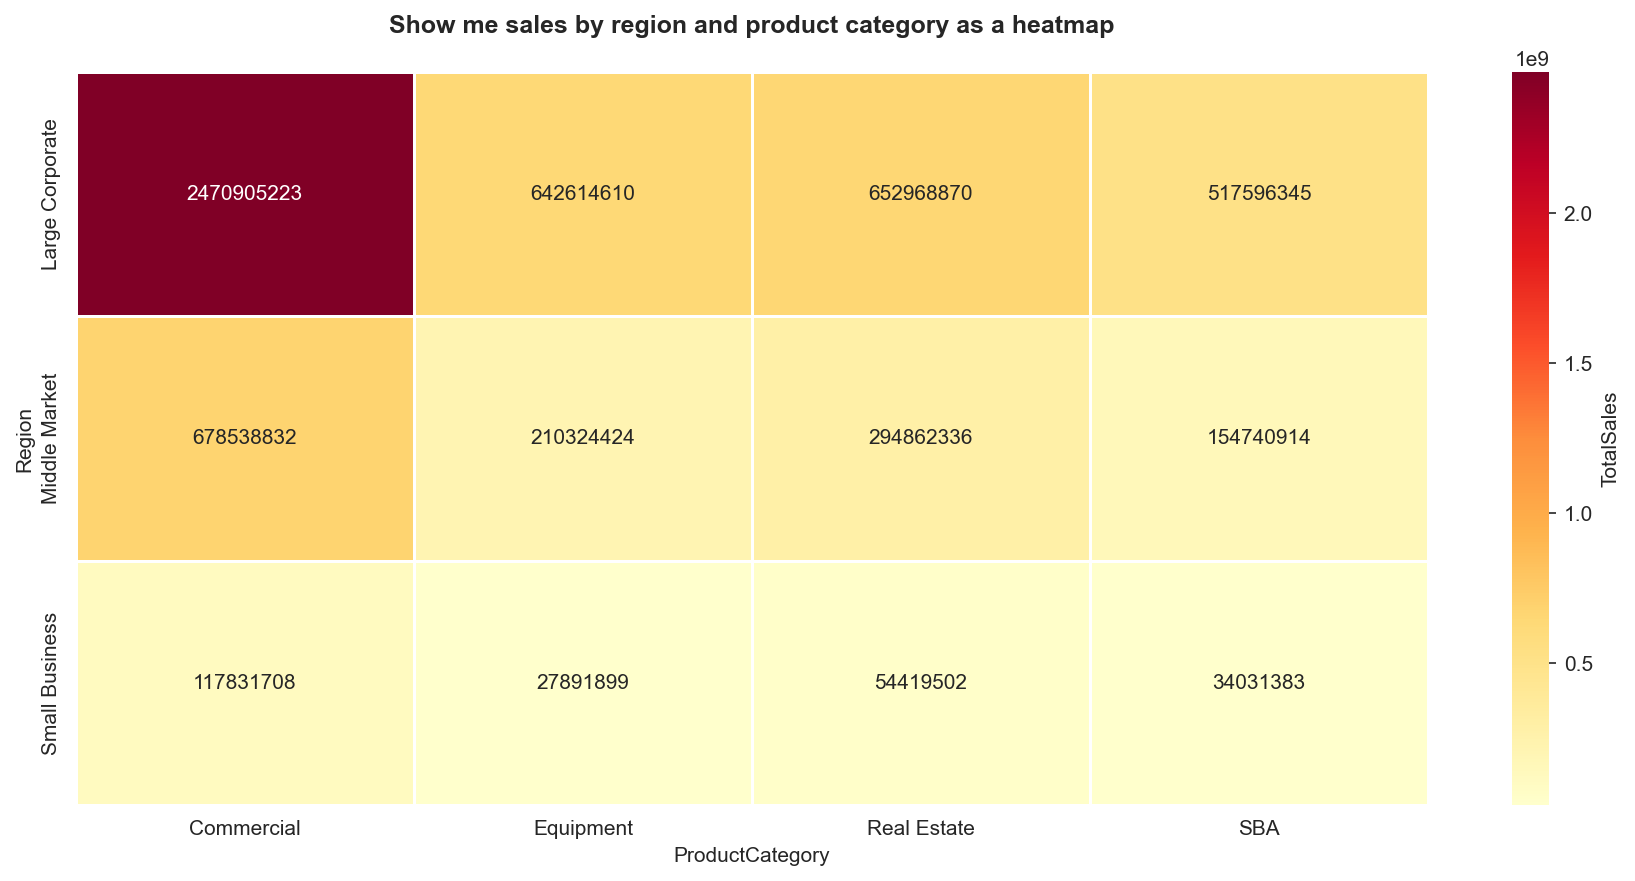 Show me sales by region and product category as a heatmap
1e9
Large Corporate
2470905223
642614610
652968870
517596345
2.0
1.5
Region
Middle Market
678538832
210324424
294862336
154740914
TotalSales
1.0
Small Business
117831708
27891899
54419502
34031383
0.5
Commercial
Equipment
Real Estate
SBA
ProductCategory